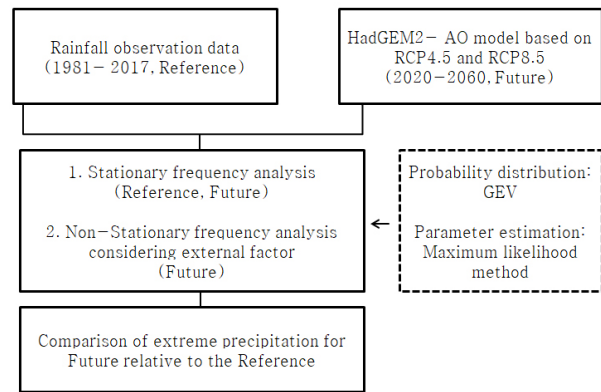 Rainfall observation data
(1981- 2017, Reference)
HadGEM2- AO model based on
RCP4.5 and RCP8.5
(2020-2060, Future)
1. Stationary frequency analysis
(Reference, Future)
2. Non-Stationary frequency analysis
considering external factor
(Future)
Probability distribution:
GEV
Parameter estimation:
Maximum likelihood
method
Comparison of extreme precipitation for
Future relative to the Reference